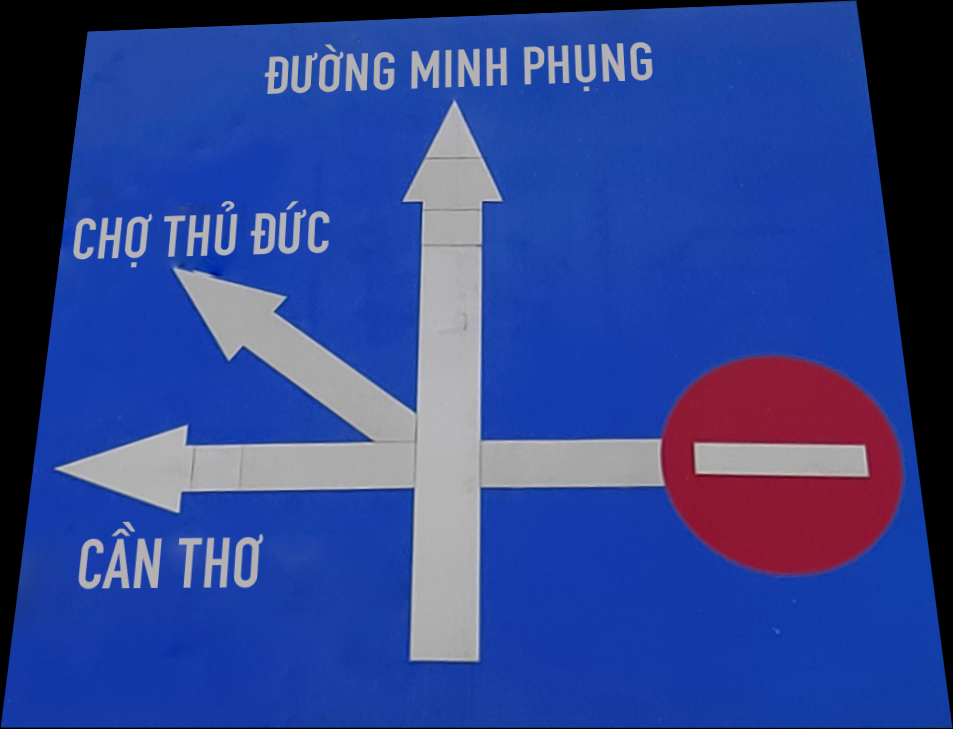 ĐƯỜNG MINH PHỤNG
CHỢ THỦ ĐỨC
CẦN THƠ